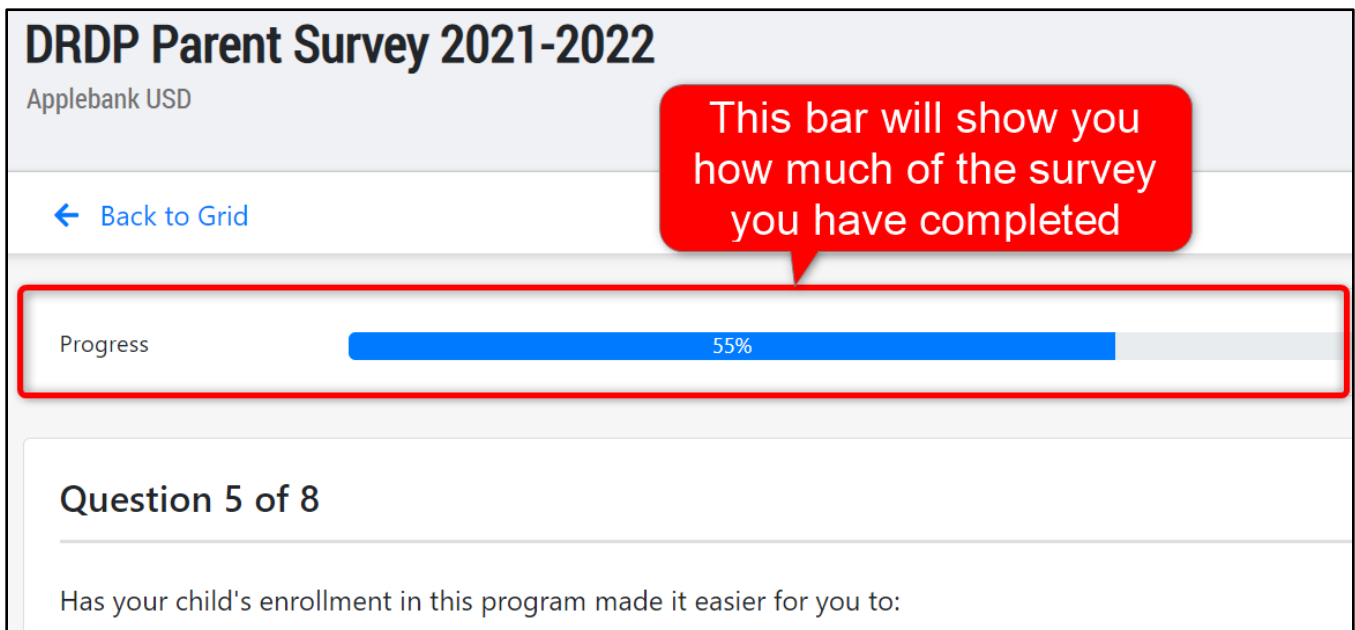 DRDP Parent Survey 2021-2022
Applebank USD
This bar will show you
how much of the survey
you have completed
← Back to Grid
Progress
55%
Question 5 of 8
Has your child's enrollment in this program made it easier for you to: